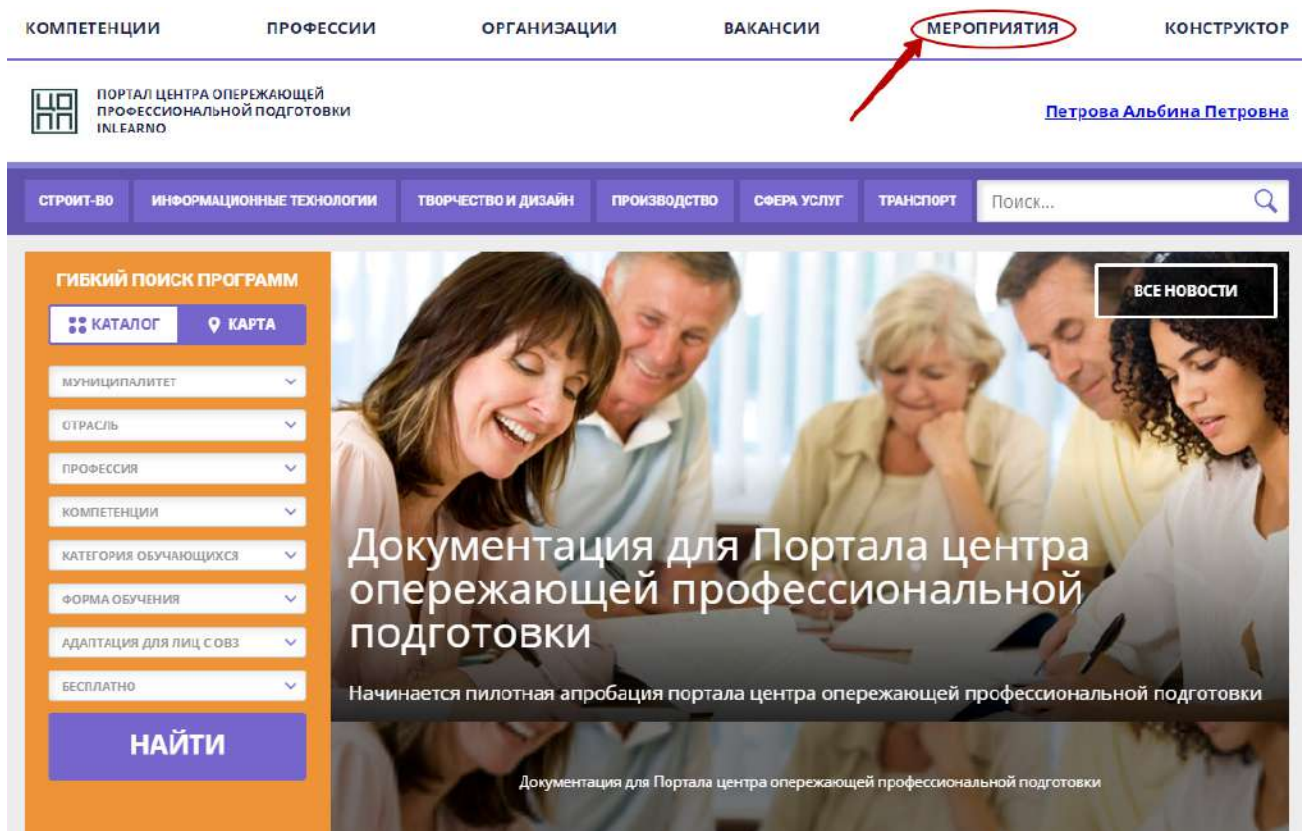 КОМПЕТЕНЦИИ ПРОФЕССИИ ОРГАНИЗАЦИИ ВАКАНСИИ МЕРОПРИЯТИЯ КОНСТРУКТОР
ЦОПП
ПОРТАЛ ЦЕНТРА ОПЕРЕЖАЮЩЕЙ
ПРОФЕССИОНАЛЬНОЙ ПОДГОТОВКИ
INLEARNO
Петрова Альбина Петровна
СТРОИТ-ВО ИНФОРМАЦИОННЫЕ ТЕХНОЛОГИИ ТВОРЧЕСТВО И ДИЗАЙН ПРОИЗВОДСТВО СФЕРА УСЛУГ ТРАНСПОРТ Поиск...
ГИБКИЙ ПОИСК ПРОГРАММ
КАТАЛОГ КАРТА
МУНИЦИПАЛИТЕТ
ОТРАСЛЬ
ПРОФЕССИЯ
КОМПЕТЕНЦИИ
КАТЕГОРИЯ ОБУЧАЮЩИХСЯ
ФОРМА ОБУЧЕНИЯ
АДАПТАЦИЯ ДЛЯ ЛИЦ С ОВЗ
БЕСПЛАТНО
НАЙТИ
ВСЕ НОВОСТИ
Документация для Портала центра
опережающей профессиональной
подготовки
Начинается пилотная апробация портала центра опережающей профессиональной подготовки
Документация для Портала центра опережающей профессиональной подготовки